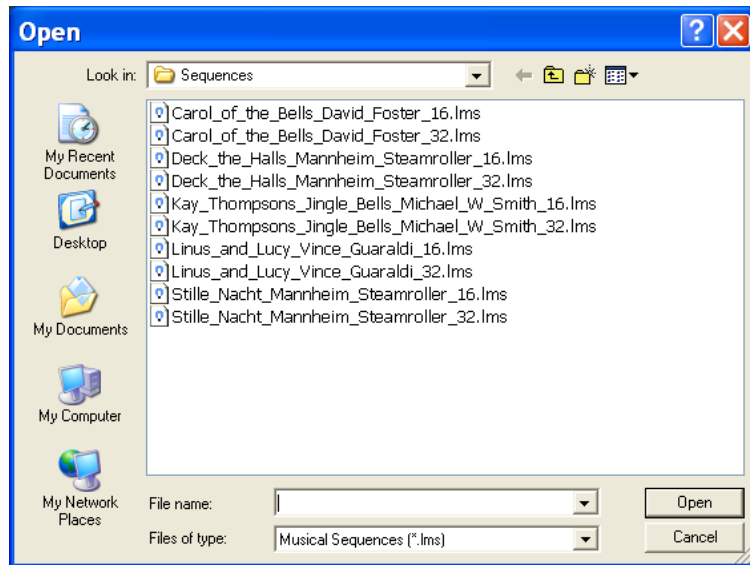 Open
Look in: Sequences
Carol_of_the_Bells_David_Foster_16.lms
Carol_of_the_Bells_David_Foster_32.lms
Deck_the_Halls_Mannheim_Steamroller_16.lms
Deck_the_Halls_Mannheim_Steamroller_32.lms
Kay_Thompsons_Jingle_Bells_Michael_W_Smith_16.lms
Kay_Thompsons_Jingle_Bells_Michael_W_Smith_32.lms
Linus_and_Lucy_Vince_Guaraldi_16.lms
Linus_and_Lucy_Vince_Guaraldi_32.lms
Stille_Nacht_Mannheim_Steamroller_16.lms
Stille_Nacht_Mannheim_Steamroller_32.lms
My Recent
Documents
Desktop
My Documents
My Computer
My Network
Places
File name:
Open
Files of type: Musical Sequences (*.lms)
Cancel